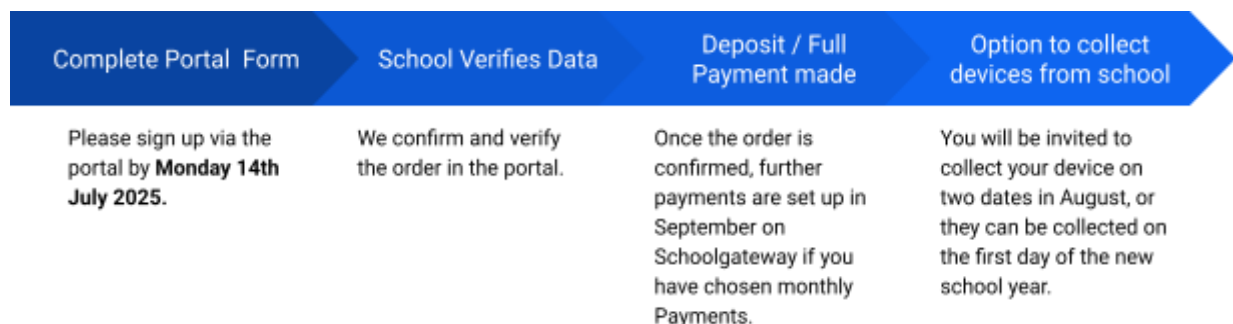 Complete Portal Form
School Verifies Data
Deposit / Full
Payment made
Option to collect
devices from school
Please sign up via the
portal by Monday 14th
July 2025.
We confirm and verify
the order in the portal.
Once the order is
confirmed, further
payments are set up in
September on
Schoolgateway if you
have chosen monthly
Payments.
You will be invited to
collect your device on
two dates in August, or
they can be collected on
the first day of the new
school year.